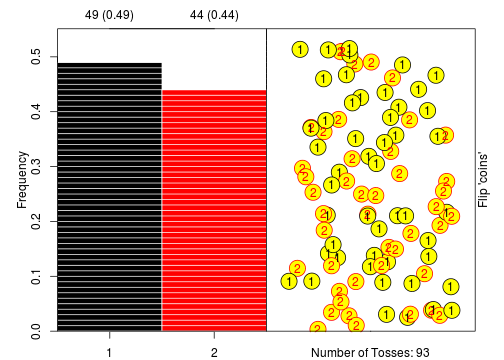 49 (0.49) 44 (0.44)
Frequency
0.5
0.4
0.3
0.2
0.1
0.0
1 2
Number of Tosses: 93
Flip 'coins'